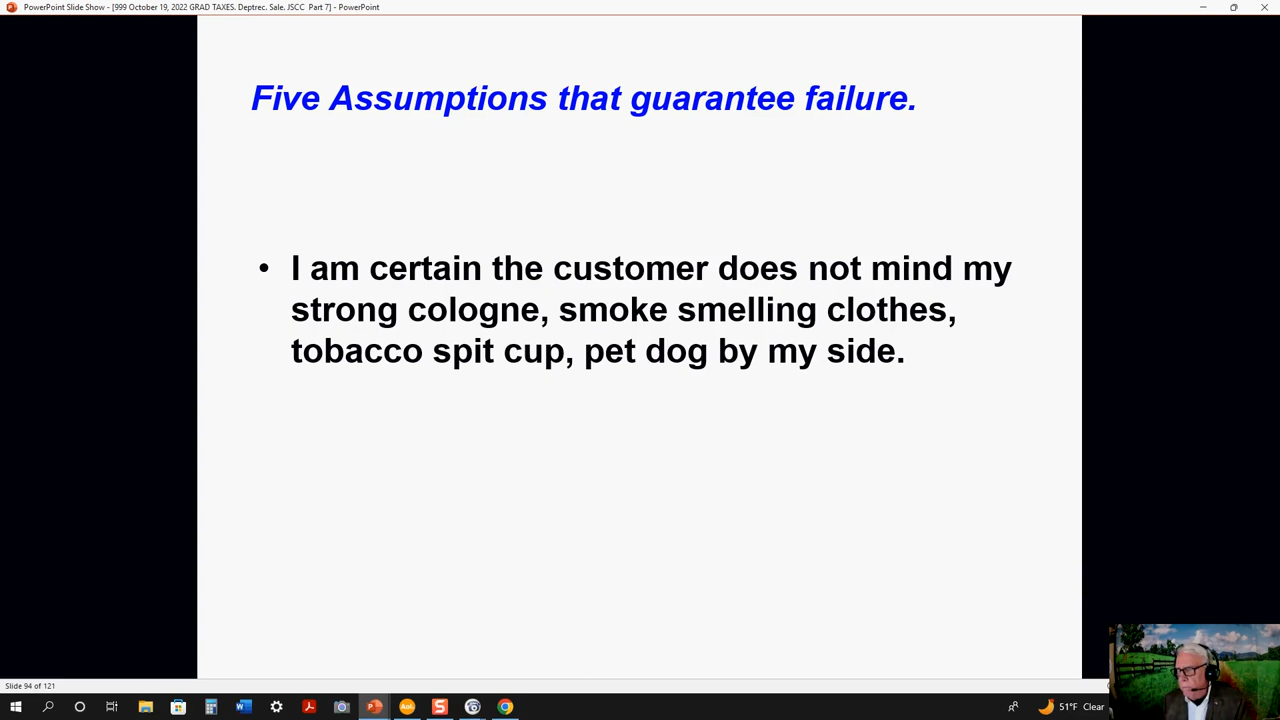 PowerPoint Slide Show - [999 October 19, 2022 GRAD TAXES. Deptrec. Sale. JSCC  Part 7] - PowerPoint
Five Assumptions that guarantee failure.
• I am certain the customer does not mind my
strong cologne, smoke smelling clothes,
tobacco spit cup, pet dog by my side.
Slide 94 of 121
51°F Clear